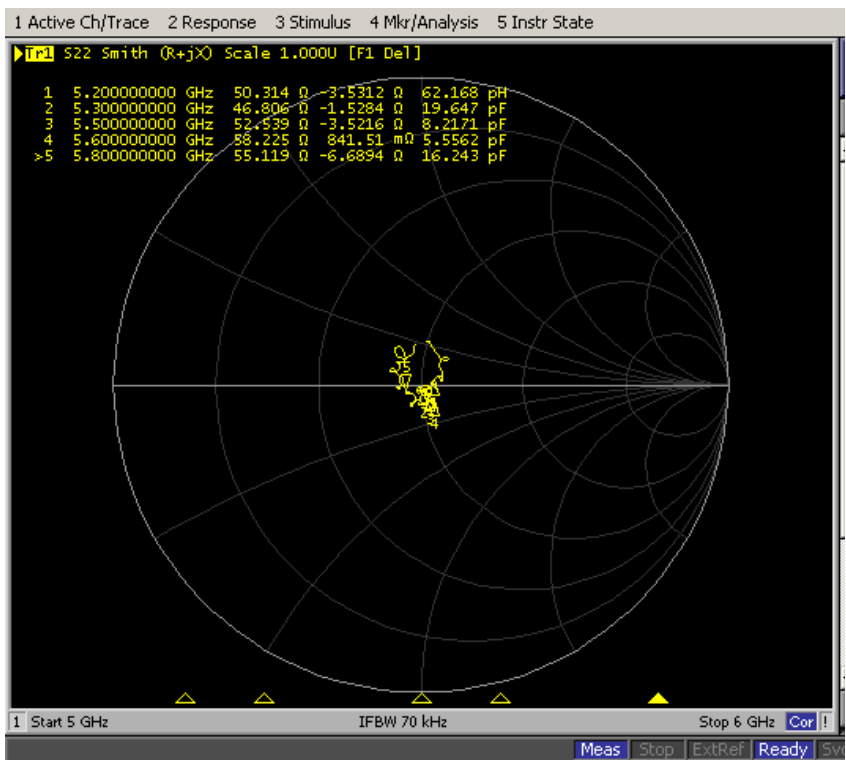 1 Active Ch/Trace 2 Response 3 Stimulus 4 Mkr/Analysis 5 Instr State
Tr1 S22 Smith (R+jX) Scale 1.000U [F1 Del]
1 5.200000000 GHz 50.314 Ω -3.5312 Ω 62.168 pH
2 5.300000000 GHz 46.806 Ω -1.5284 Ω 19.647 pF
3 5.500000000 GHz 52.539 Ω -3.5216 Ω 8.2171 pF
4 5.600000000 GHz 58.225 Ω 841.51 mΩ 5.5562 pF
>5 5.800000000 GHz 55.119 Ω -6.6894 Ω 16.243 pF
1 Start 5 GHz IFBW 70 kHz Stop 6 GHz Cor !
Meas Stop ExtRef Ready